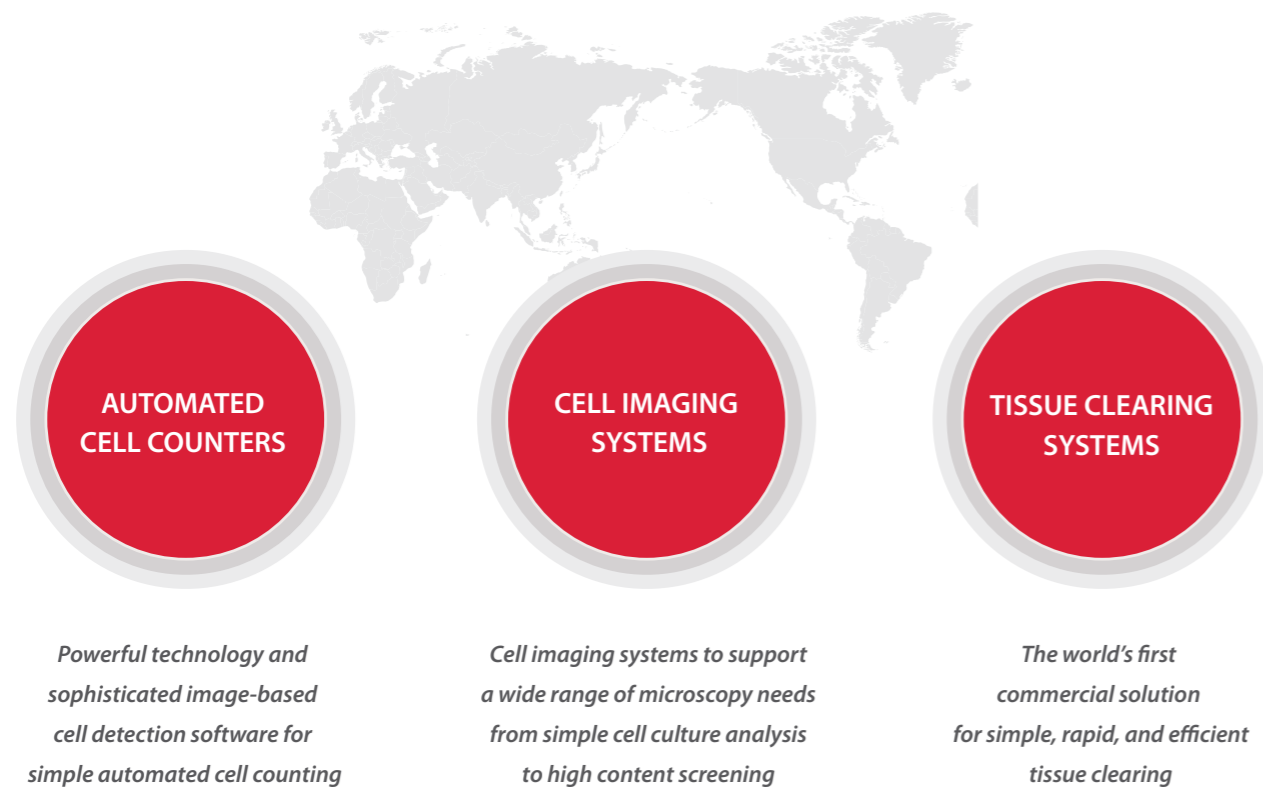 AUTOMATED
CELL COUNTERS
Powerful technology and
sophisticated image-based
cell detection software for
simple automated cell counting
CELL IMAGING
SYSTEMS
Cell imaging systems to support
a wide range of microscopy needs
from simple cell culture analysis
to high content screening
TISSUE CLEARING
SYSTEMS
The world’s first
commercial solution
for simple, rapid, and efficient
tissue clearing